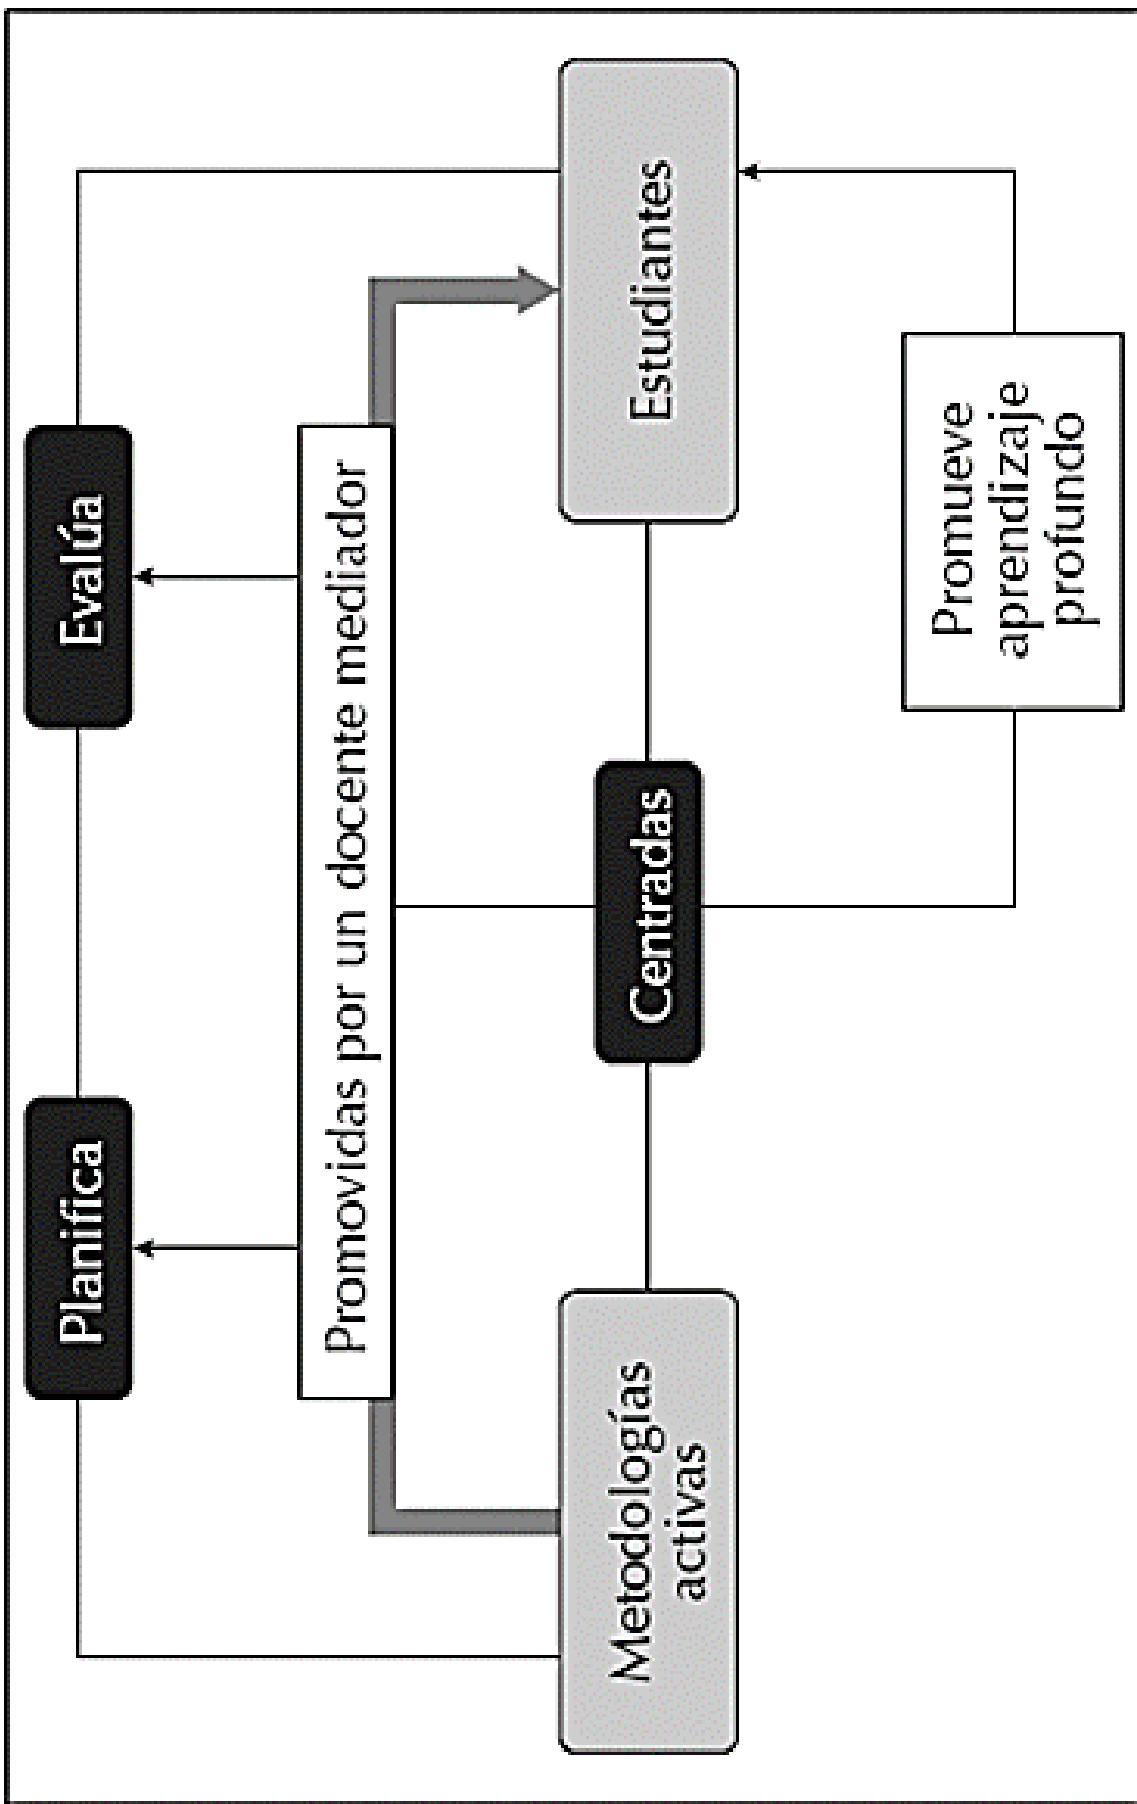 Planifica
Evalúa
Promovidas por un docente mediador
Metodologías
activas
Centradas
Estudiantes
Promueve
aprendizaje
profundo